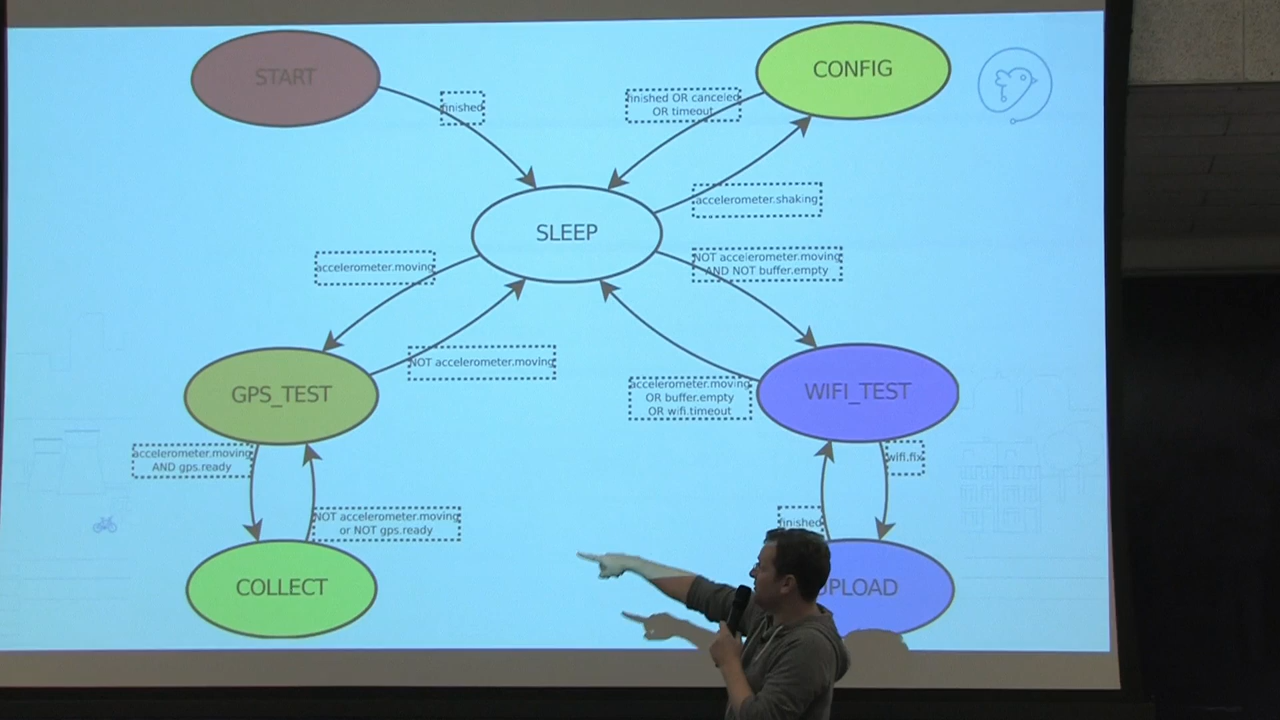 START
CONFIG
finished
finished OR canceled
OR timeout
accelerometer.shaking
SLEEP
accelerometer.moving
NOT accelerometer.moving
AND NOT buffer.empty
NOT accelerometer.moving
accelerometer.moving
OR buffer.empty
OR wifi.timeout
GPS_TEST
WIFI_TEST
accelerometer.moving
AND gps.ready
wifi.fix
NOT accelerometer.moving
or NOT gps.ready
finished
COLLECT
UPLOAD